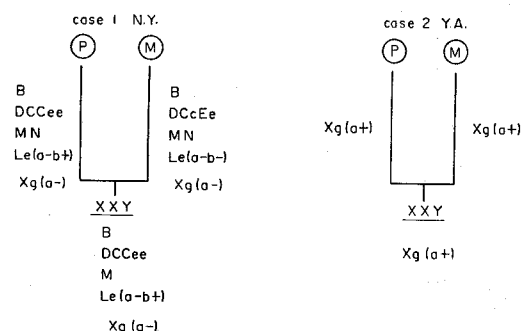 case 1 N.Y.
P M
B
DCCee
MN
Le(a-b+)
Xg(a-)
B
DCcEe
MN
Le(a-b-)
Xg(a-)
XXY
B
DCCee
M
Le(a-b+)
Xg(a-)
case 2 Y.A.
P M
Xg(a+)
Xg(a+)
XXY
Xg(a+)